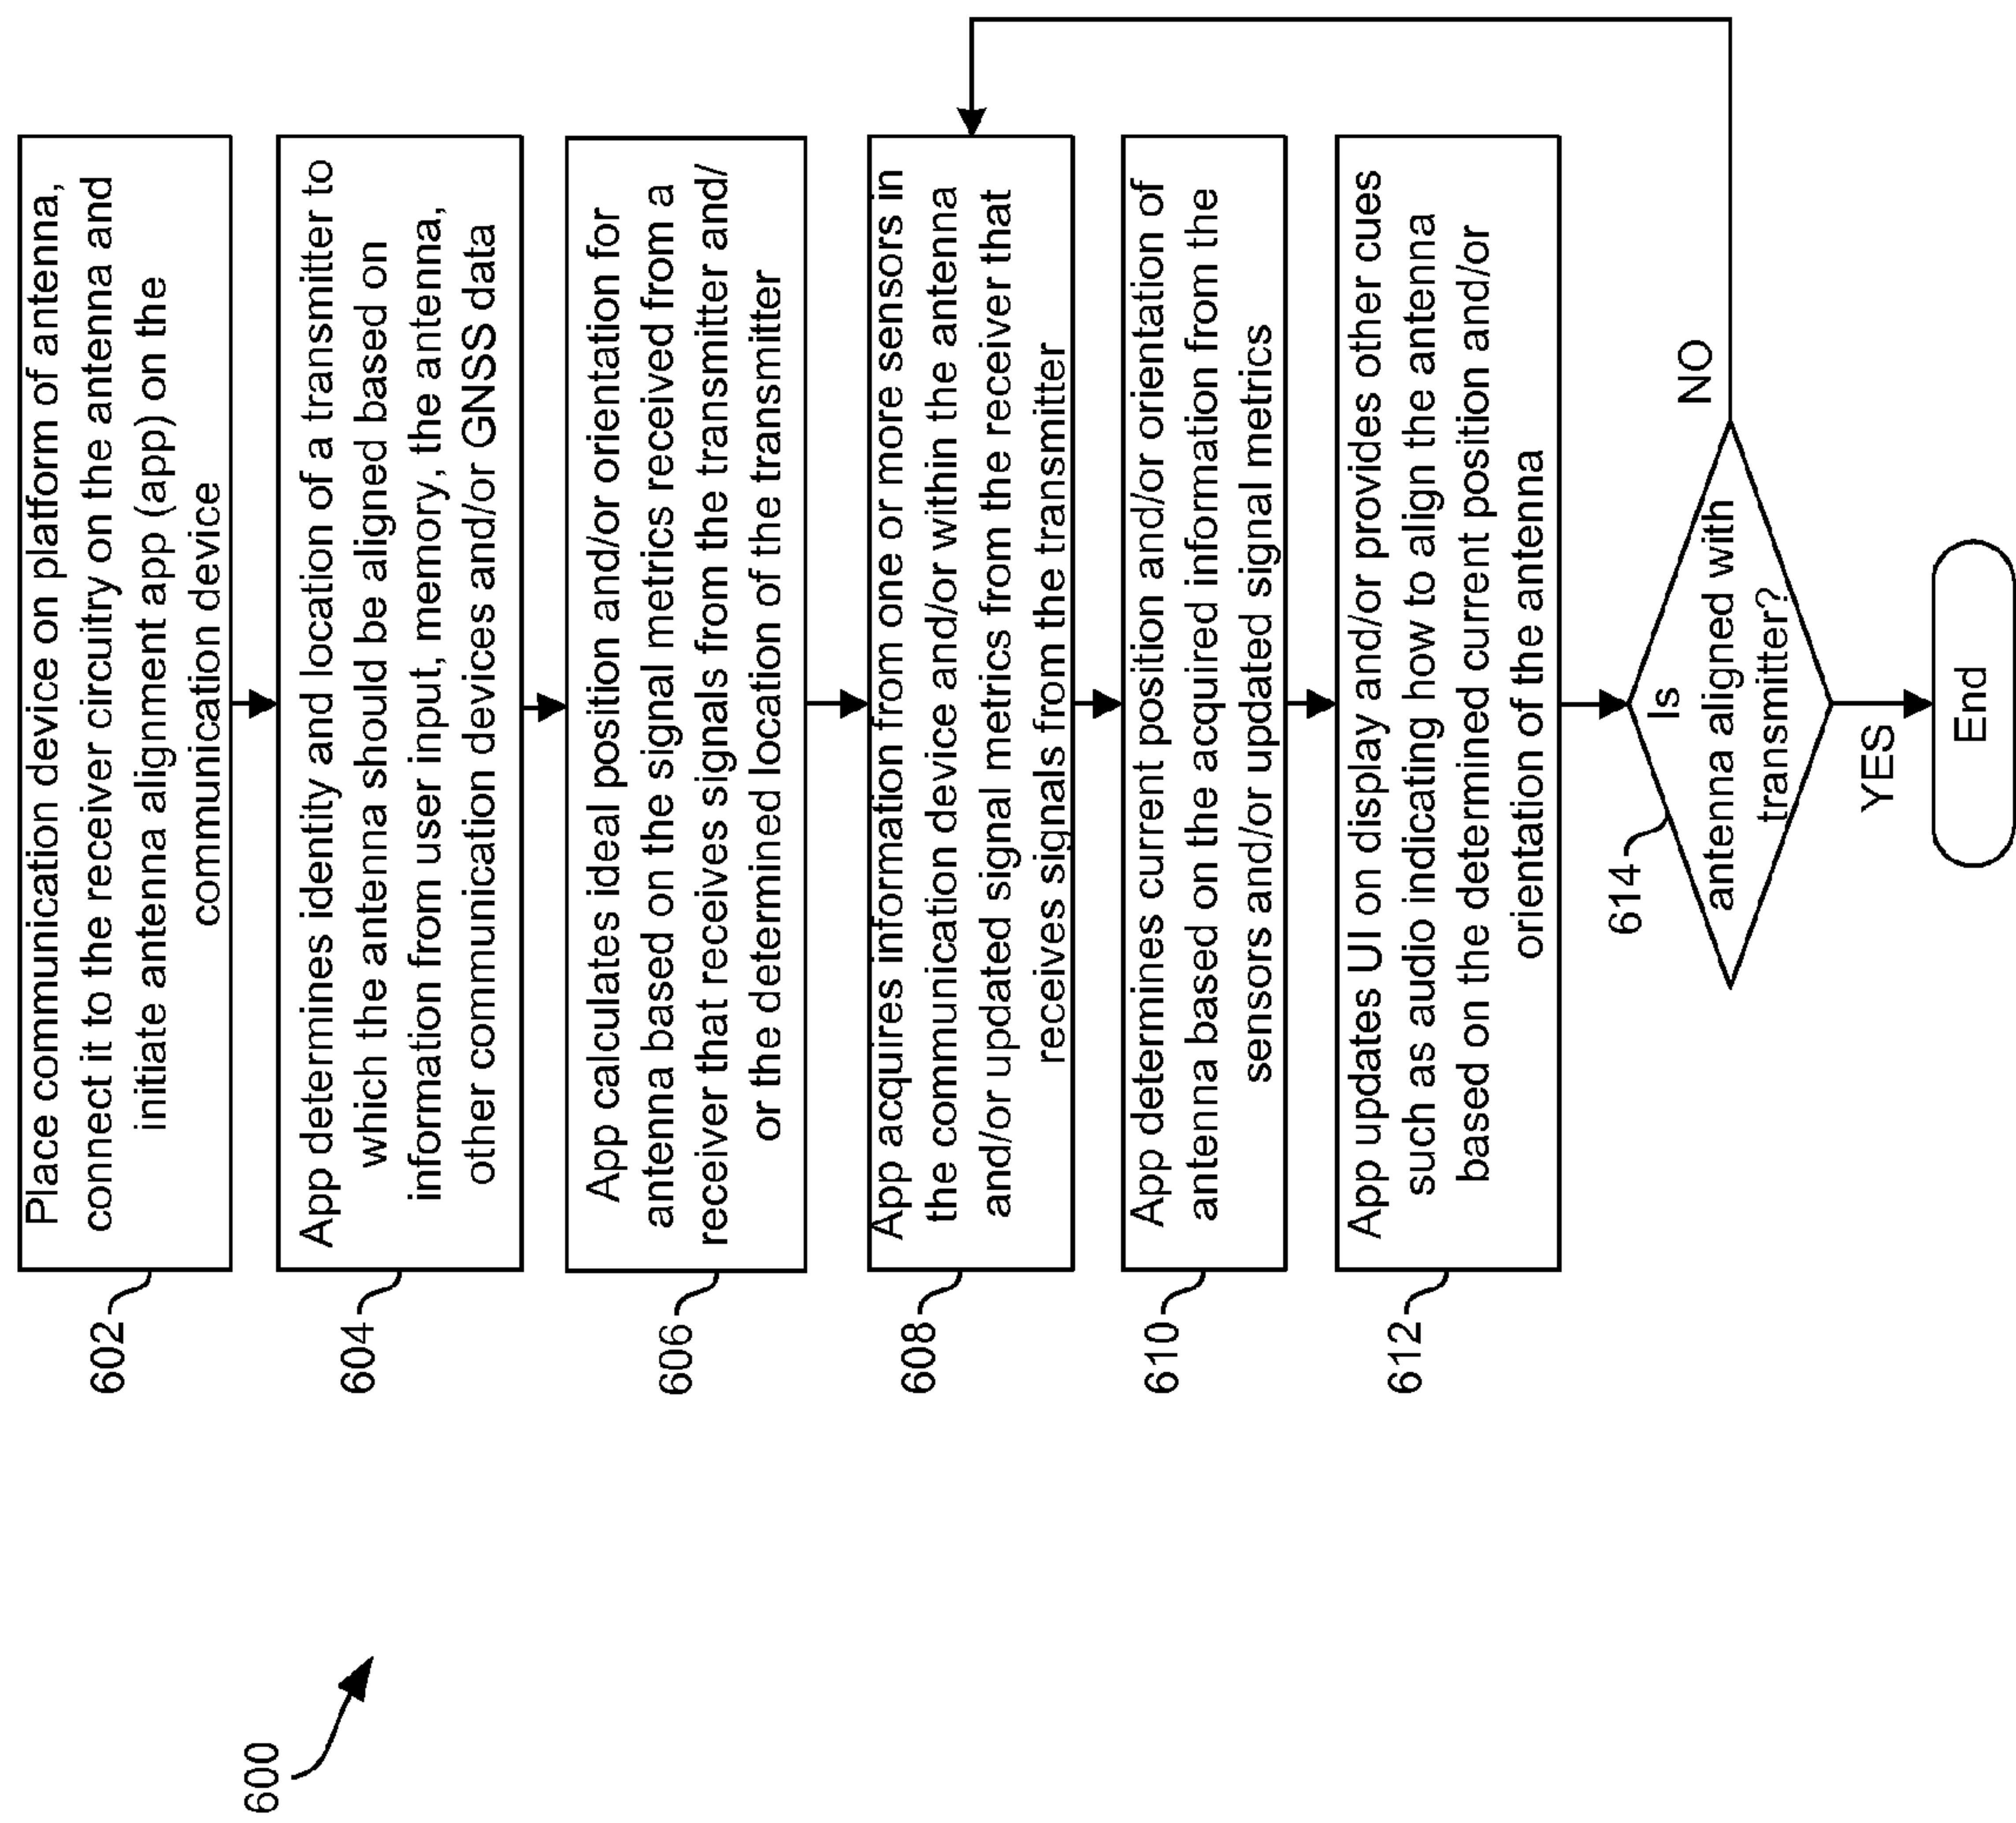 600
602
Place communication device on platform of antenna,
connect it to the receiver circuitry on the antenna and
initiate antenna alignment app (app) on the
communication device
604
App determines identity and location of a transmitter to
which the antenna should be aligned based on
information from user input, memory, the antenna,
other communication devices and/or GNSS data
606
App calculates ideal position and/or orientation for
antenna based on the signal metrics received from a
receiver that receives signals from the transmitter and/
or the determined location of the transmitter
608
App acquires information from one or more sensors in
the communication device and/or within the antenna
and/or updated signal metrics from the receiver that
receives signals from the transmitter
610
App determines current position and/or orientation of
antenna based on the acquired information from the
sensors and/or updated signal metrics
612
App updates UI on display and/or provides other cues
such as audio indicating how to align the antenna
based on the determined current position and/or
orientation of the antenna
614
Is
antenna aligned with
transmitter?
NO
YES
End